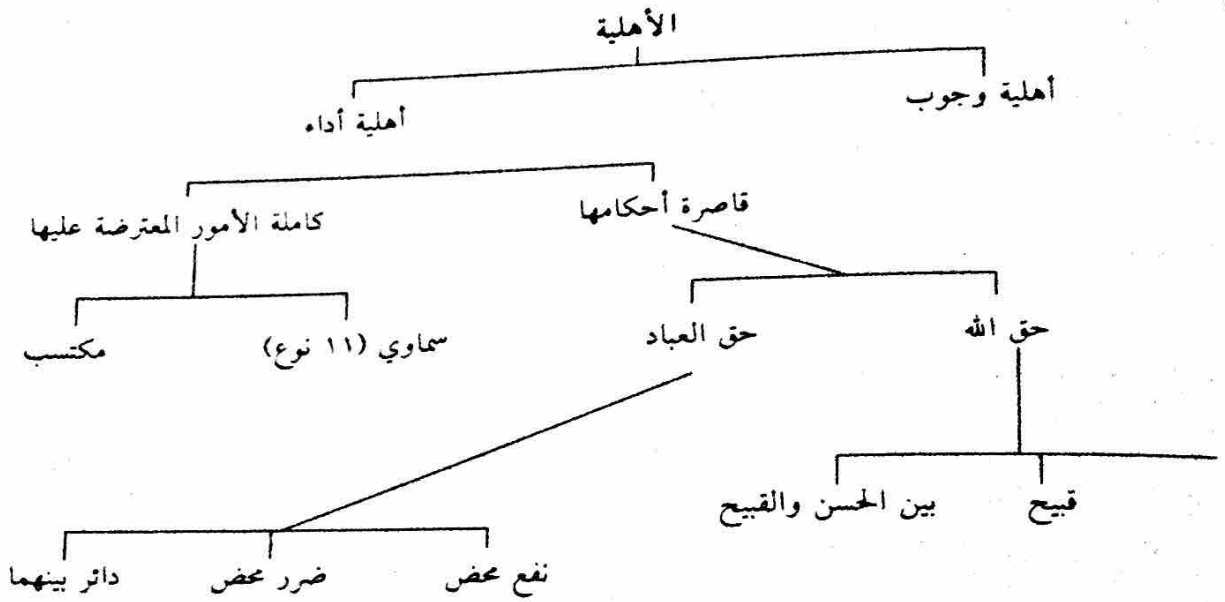 الأهلية
أهلية وجوب
أهلية أداء
قاصرة أحكامها
كاملة الأمور المعترضة عليها
حق الله
حق العباد
سماوي (١١ نوع)
مكتسب
قبيح
بين الحسن والقبيح
نفع محض
ضرر محض
دائر بينهما